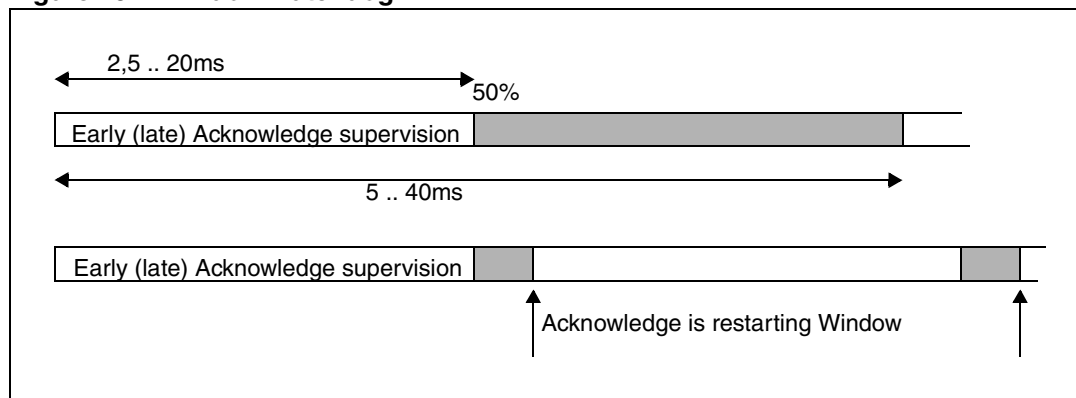 2,5 .. 20ms
50%
Early (late) Acknowledge supervision
5 .. 40ms
Early (late) Acknowledge supervision
Acknowledge is restarting Window